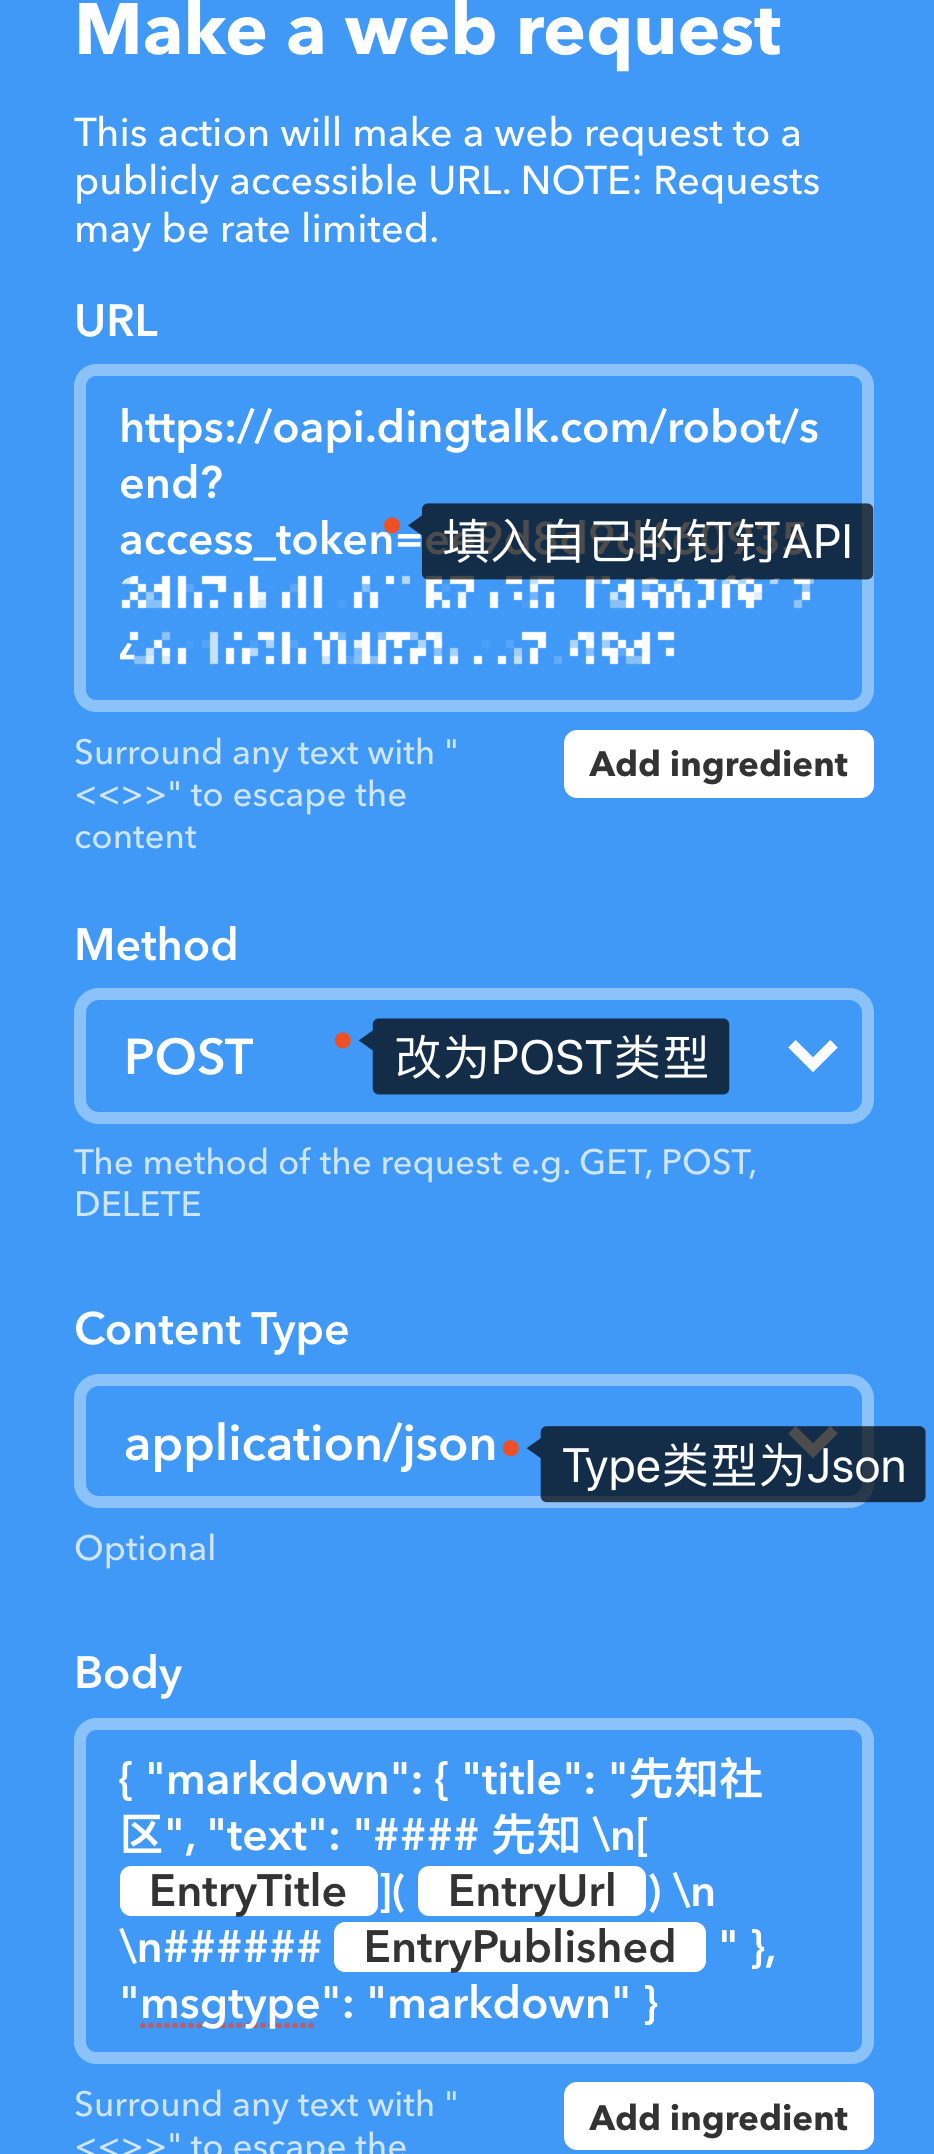 Make a web request
This action will make a web request to a
publicly accessible URL. NOTE: Requests
may be rate limited.
URL
https://oapi.dingtalk.com/robot/s
end?
access_token=
填入自己的钉钉API
Surround any text with "
<<>>" to escape the
content
Add ingredient
Method
POST
改为POST类型
The method of the request e.g. GET, POST,
DELETE
Content Type
application/json
Type类型为Json
Optional
Body
{ "markdown": { "title": "先知社
区", "text": "#### 先知 \n[
EntryTitle ]( EntryUrl ) \n
\n###### EntryPublished " },
"msgtype": "markdown" }
Surround any text with "
<<>>" to escape the
Add ingredient